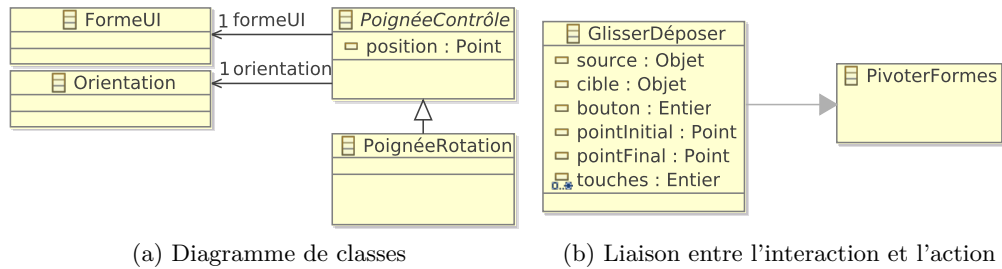 FormeUI
1 formeUI
PoignéeContrôle
position : Point
Orientation
1 orientation
PoignéeRotation
(a) Diagramme de classes
GlisserDéposer
source : Objet
cible : Objet
bouton : Entier
pointInitial : Point
pointFinal : Point
0..* touches : Entier
PivoterFormes
(b) Liaison entre l'interaction et l'action